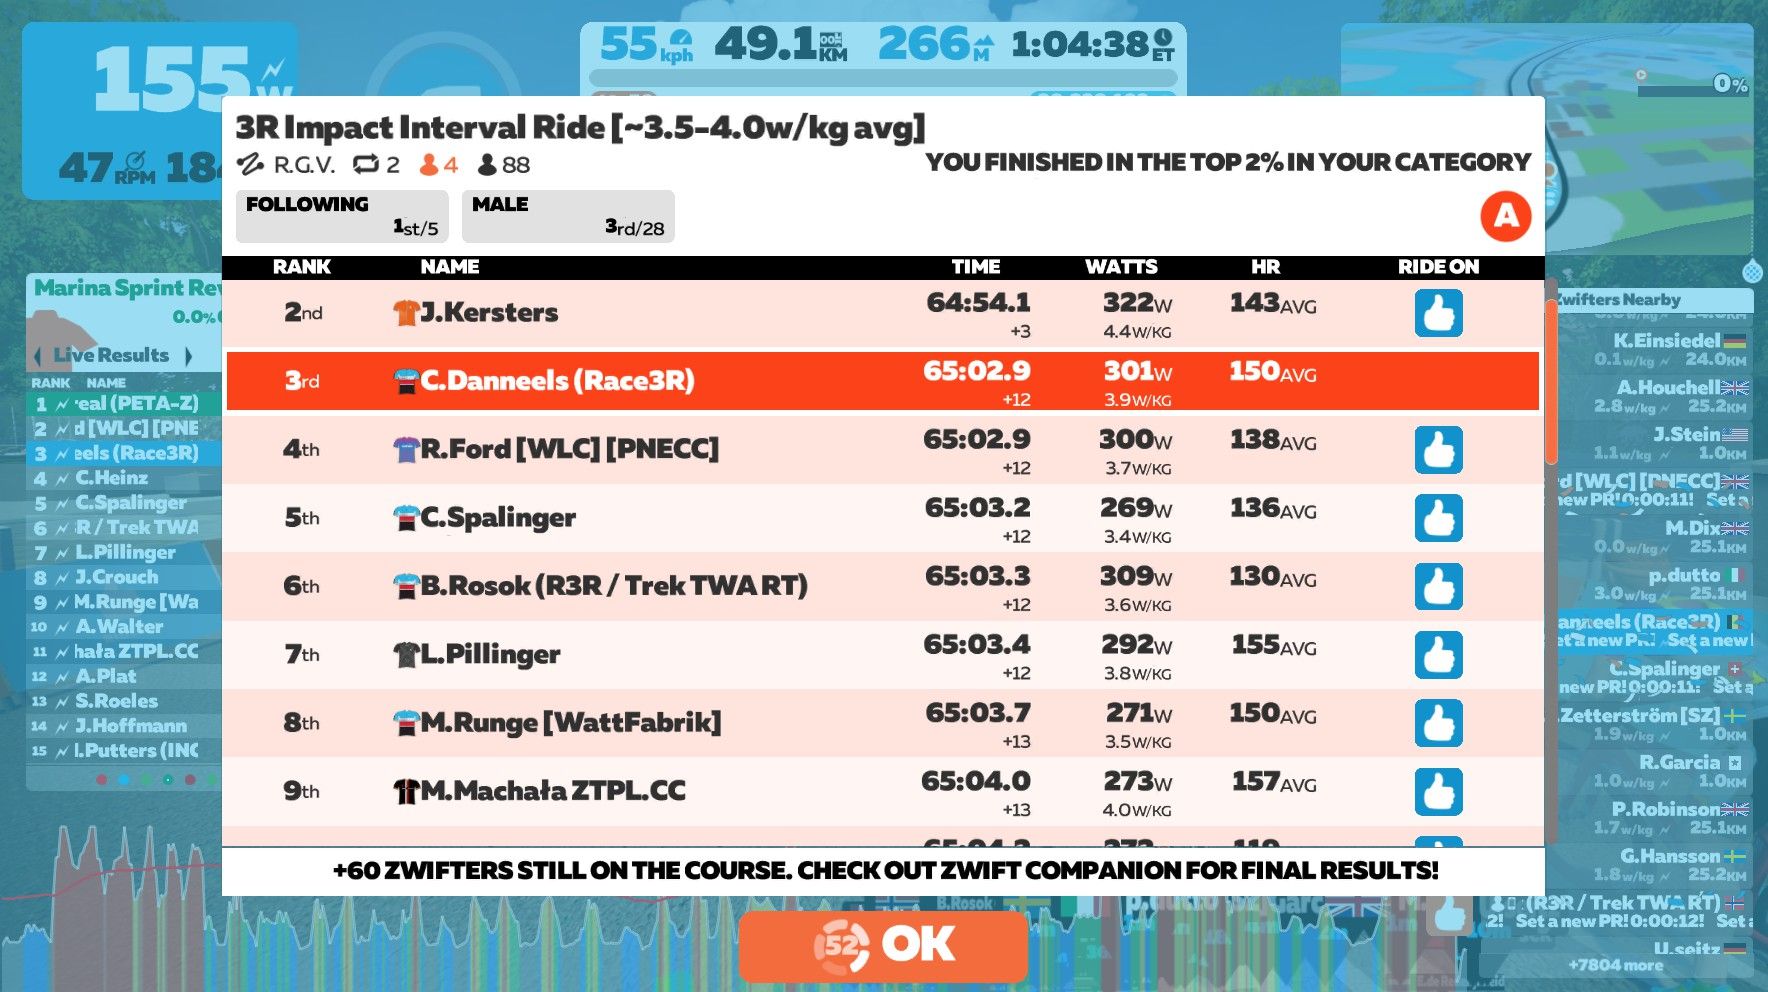 155 W
47 RPM 184
55 kph 49.1 KM 266 M 1:04:38 ET
0%
3R Impact Interval Ride [~3.5-4.0w/kg avg]
R.G.V. 2 4 88
YOU FINISHED IN THE TOP 2% IN YOUR CATEGORY
FOLLOWING
1st/5
MALE
3rd/28
A
RANK NAME TIME WATTS HR RIDE ON
2nd J.Kersters 64:54.1 322W 143AVG
+3 4.4W/KG
3rd C.Danneels (Race3R) 65:02.9 301W 150AVG
+12 3.9W/KG
4th R.Ford [WLC] [PNECC] 65:02.9 300W 138AVG
+12 3.7W/KG
5th C.Spalinger 65:03.2 269W 136AVG
+12 3.4W/KG
6th B.Rosok (R3R / Trek TWA RT) 65:03.3 309W 130AVG
+12 3.6W/KG
7th L.Pillinger 65:03.4 292W 155AVG
+12 3.8W/KG
8th M.Runge [WattFabrik] 65:03.7 271W 150AVG
+13 3.5W/KG
9th M.Machała ZTPL.CC 65:04.0 273W 157AVG
+13 4.0W/KG
+60 ZWIFTERS STILL ON THE COURSE. CHECK OUT ZWIFT COMPANION FOR FINAL RESULTS!
52 OK
Marina Sprint Rev
0.0%
Live Results
RANK NAME
1 real (PETA-Z)
2 d [WLC] [PNE
3 eels (Race3R)
4 C.Heinz
5 C.Spalinger
6 R / Trek TWA
7 L.Pillinger
8 J.Crouch
9 M.Runge [Wa
10 A.Walter
11 hała ZTPL.CC
12 A.Plat
13 S.Roeles
14 J.Hoffmann
15 I.Putters (INC
Zwifters Nearby
K.Einsiedel
0.1w/kg 24.0KM
A.Houchell
2.8w/kg 25.2KM
J.Stein
1.1w/kg 1.0KM
rd [WLC] [PNECC]
new PR! 0:00:11! Set a
M.Dix
0.0w/kg 25.1KM
p.dutto
3.0w/kg 25.1KM
anneels (Race3R)
et a new PR! Set a new
C.Spalinger
new PR! 0:00:11! Set a
.Zetterström [SZ]
1.9w/kg 1.0KM
R.Garcia
1.0w/kg 1.0KM
P.Robinson
1.7w/kg 25.1KM
G.Hansson
1.8w/kg 25.2KM
(R3R / Trek TWA RT)
2! Set a new PR! 0:00:12! Set a
U.seitz
+7804 more
B.Rosok